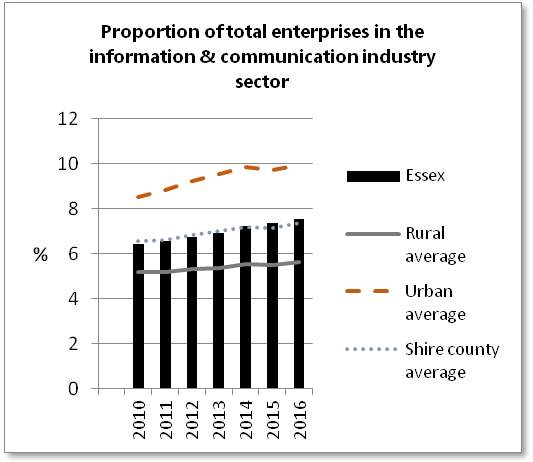 Proportion of total enterprises in the
information & communication industry
sector
12
10
8
6
4
2
0
%
2010
2011
2012
2013
2014
2015
2016
Essex
Rural
average
Urban
average
Shire county
average